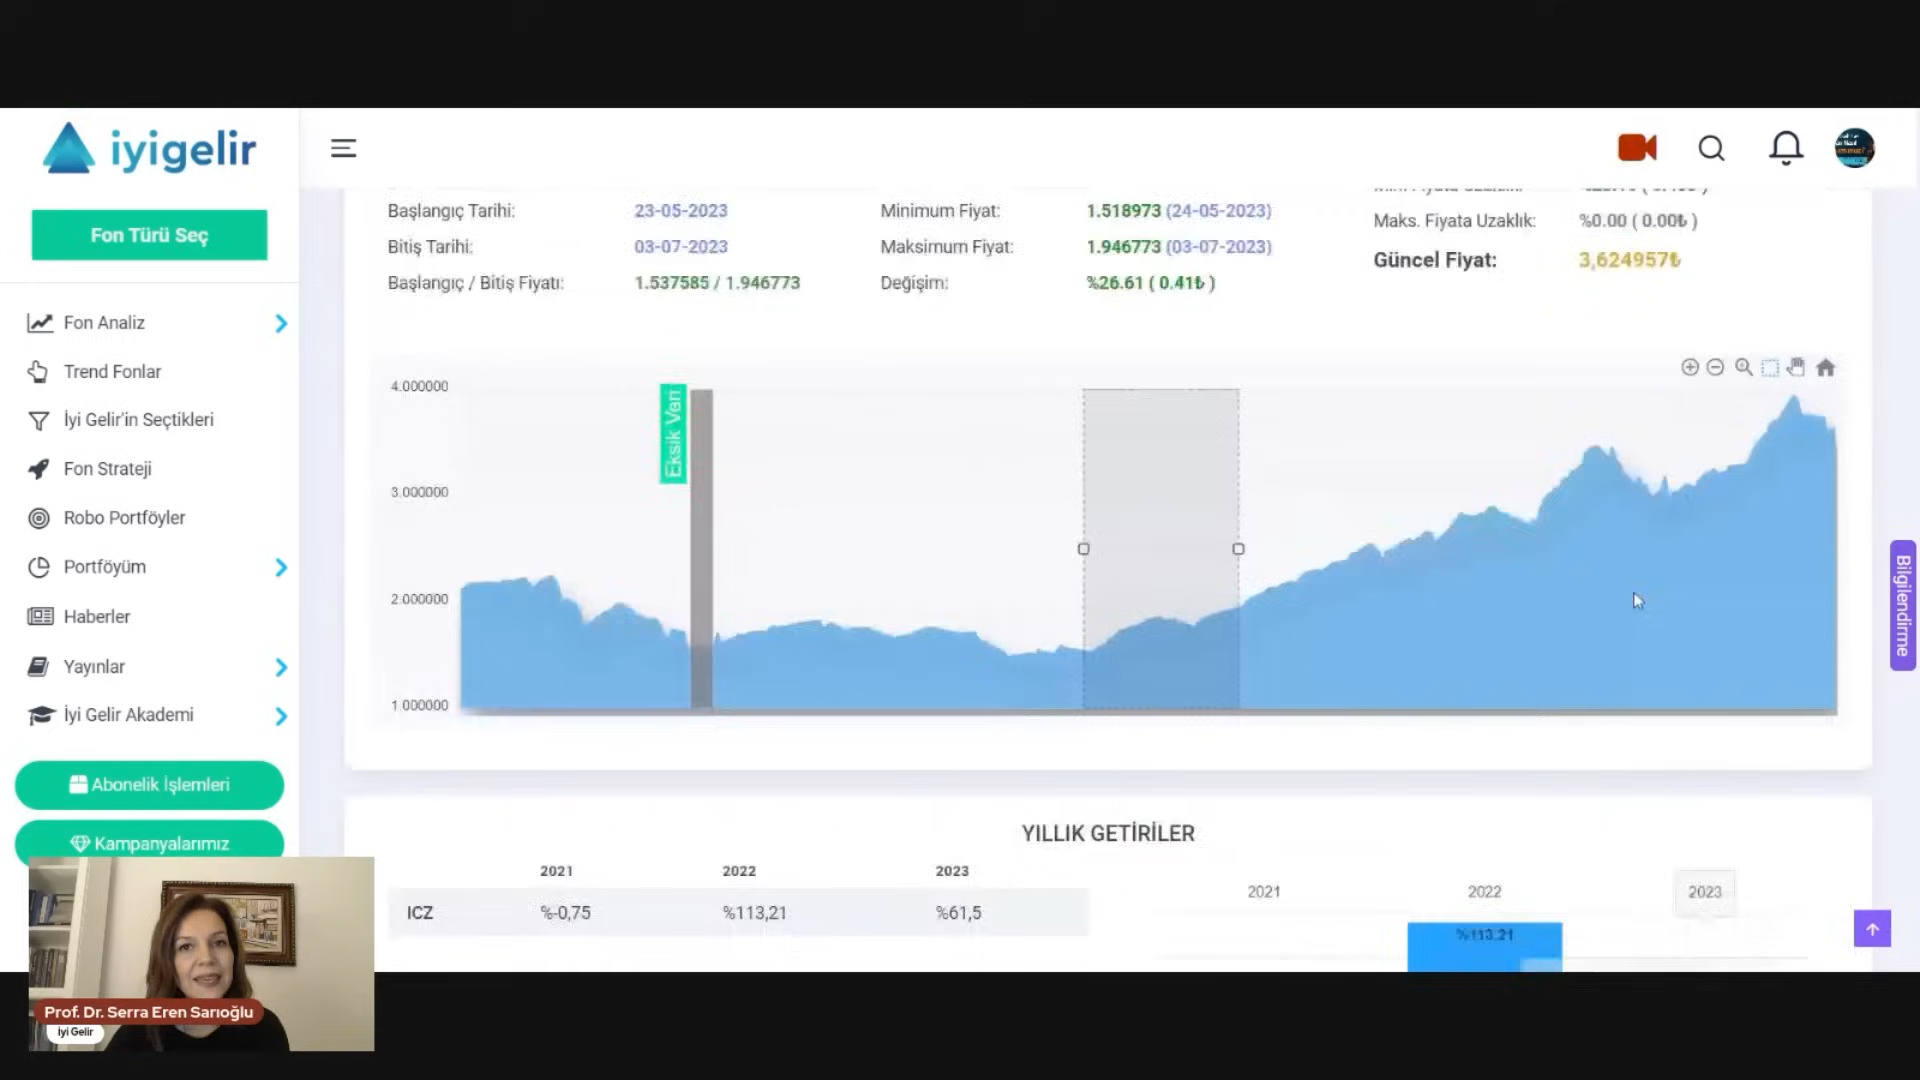 iyigelir
Fon Türü Seç
Fon Analiz
Trend Fonlar
İyi Gelir'in Seçtikleri
Fon Strateji
Robo Portföyler
Portföyüm
Haberler
Yayınlar
İyi Gelir Akademi
Abonelik İşlemleri
Kampanyalarımız
Başlangıç Tarihi: 23-05-2023 Minimum Fiyat: 1.518973 (24-05-2023)
Maks. Fiyata Uzaklık: %0.00 ( 0.00₺ )
Bitiş Tarihi: 03-07-2023 Maksimum Fiyat: 1.946773 (03-07-2023)
Güncel Fiyat: 3,624957₺
Başlangıç / Bitiş Fiyatı: 1.537585 / 1.946773 Değişim: %26.61 ( 0.41₺ )
4.000000
3.000000
2.000000
1.000000
Eksik Veri
Bilgilendirme
YILLIK GETİRİLER
2021 2022 2023
ICZ %-0,75 %113,21 %61,5
2021 2022 2023
%113,21
Prof. Dr. Serra Eren Sarıoğlu
İyi Gelir